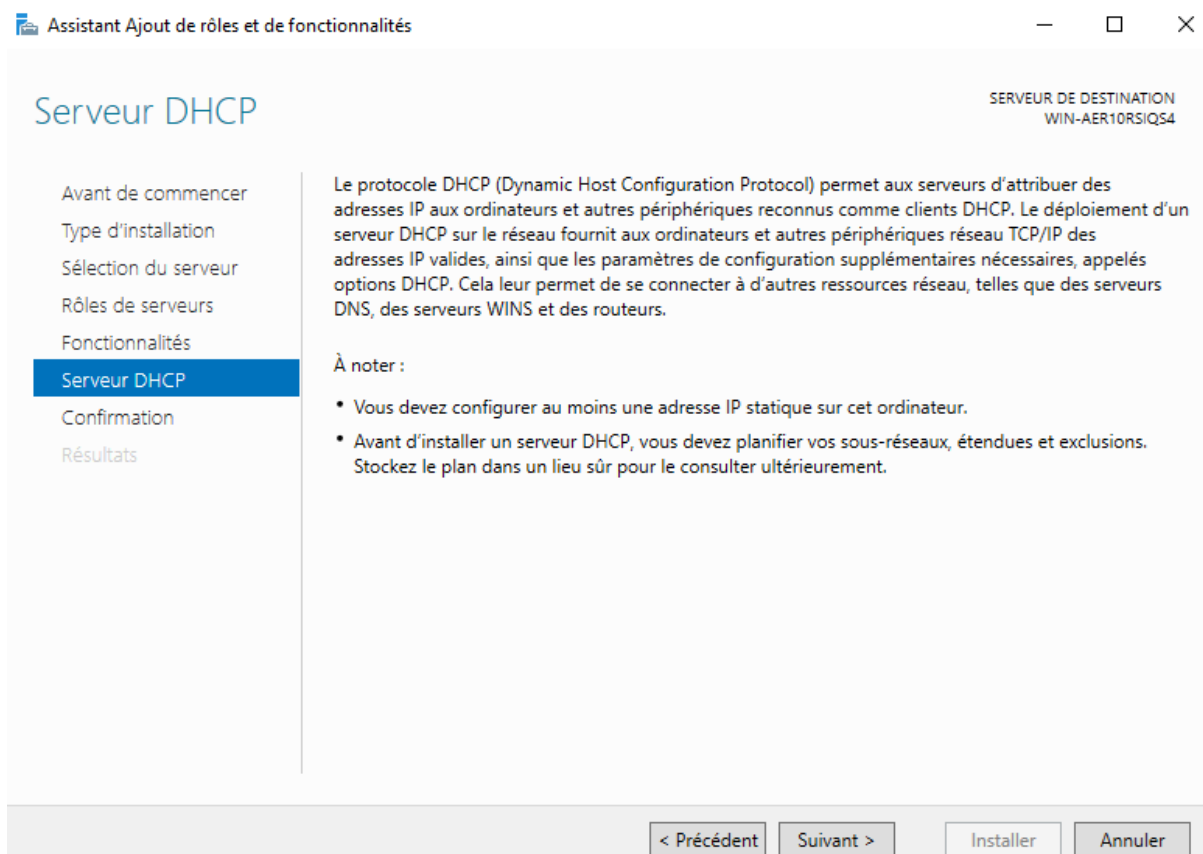 Assistant Ajout de rôles et de fonctionnalités
Serveur DHCP
SERVEUR DE DESTINATION
WIN-AER10RSIQS4
Avant de commencer
Type d'installation
Sélection du serveur
Rôles de serveurs
Fonctionnalités
Serveur DHCP
Confirmation
Résultats
Le protocole DHCP (Dynamic Host Configuration Protocol) permet aux serveurs d'attribuer des
adresses IP aux ordinateurs et autres périphériques reconnus comme clients DHCP. Le déploiement d'un
serveur DHCP sur le réseau fournit aux ordinateurs et autres périphériques réseau TCP/IP des
adresses IP valides, ainsi que les paramètres de configuration supplémentaires nécessaires, appelés
options DHCP. Cela leur permet de se connecter à d'autres ressources réseau, telles que des serveurs
DNS, des serveurs WINS et des routeurs.
À noter :
• Vous devez configurer au moins une adresse IP statique sur cet ordinateur.
• Avant d'installer un serveur DHCP, vous devez planifier vos sous-réseaux, étendues et exclusions.
Stockez le plan dans un lieu sûr pour le consulter ultérieurement.
< Précédent
Suivant >
Installer
Annuler